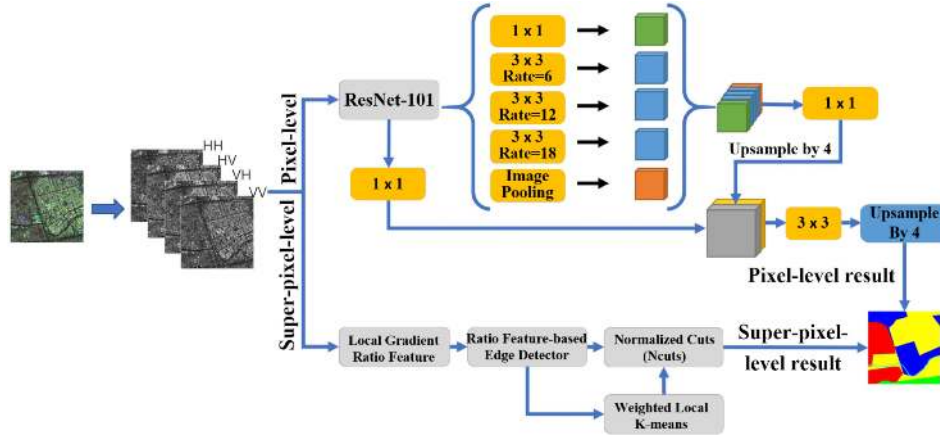 HH
HV
VH
VV
Pixel-level
Super-pixel-level
ResNet-101
1 x 1
1 x 1
3 x 3
Rate=6
3 x 3
Rate=12
3 x 3
Rate=18
Image
Pooling
1 x 1
Upsample by 4
3 x 3
Upsample
By 4
Pixel-level result
Local Gradient
Ratio Feature
Ratio Feature-based
Edge Detector
Normalized Cuts
(Ncuts)
Weighted Local
K-means
Super-pixel-
level result